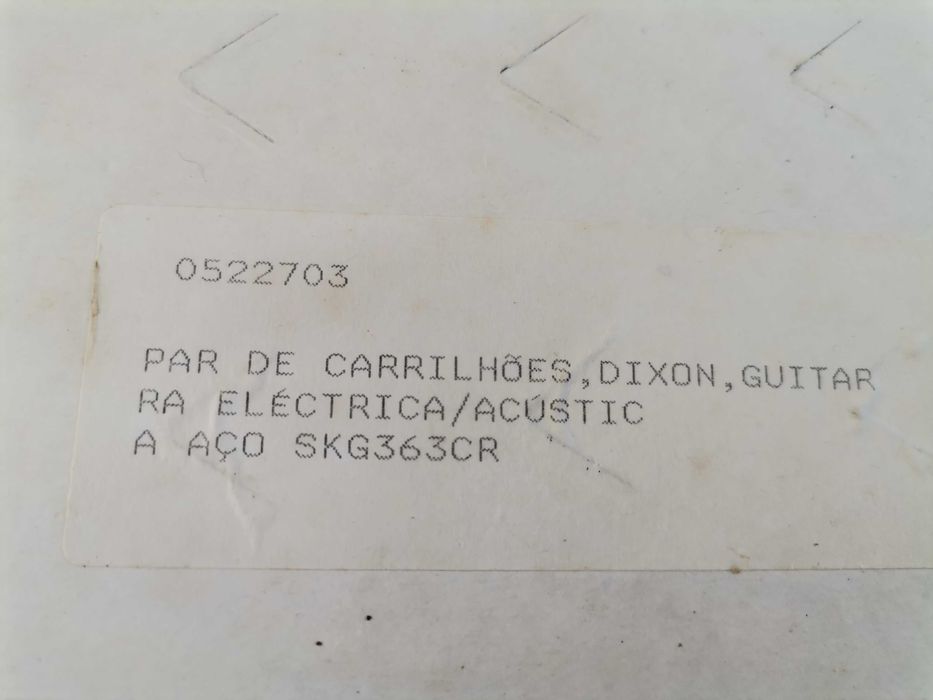 0522703
PAR DE CARRILHÕES,DIXON,GUITAR
RA ELÉCTRICA/ACÚSTIC
A AÇO SKG363CR